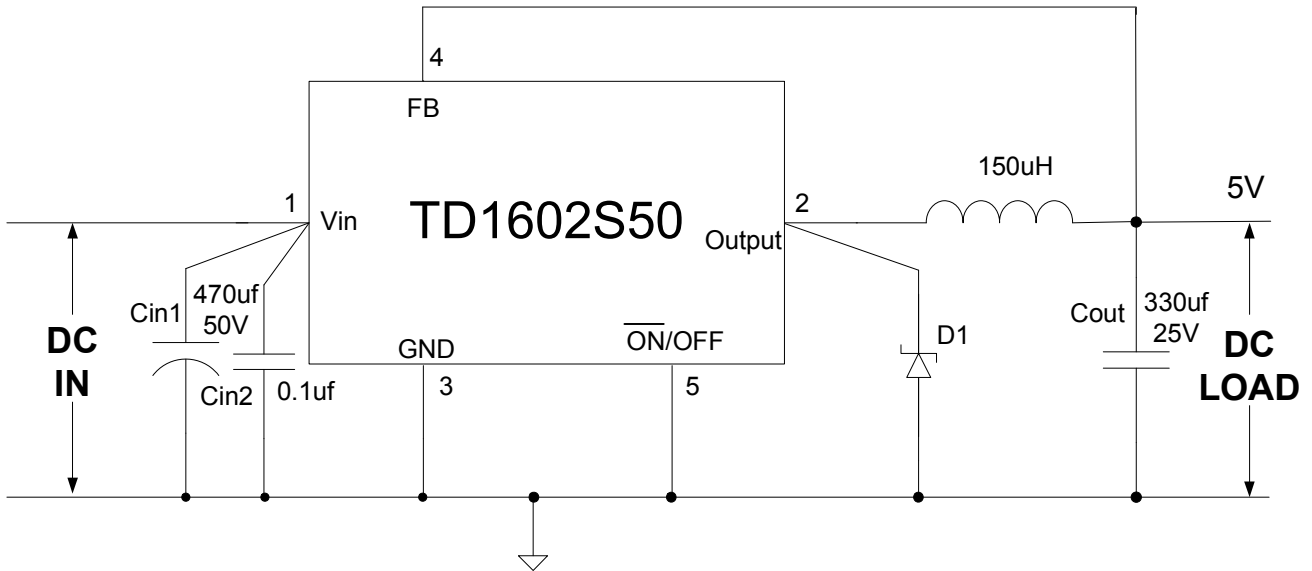 4
FB
150uH
5V
1
Vin
TD1602S50
2
Output
Cin1
470uf
50V
Cout
330uf
25V
DC
IN
GND
ON/OFF
D1
DC
LOAD
Cin2
0.1uf
3
5